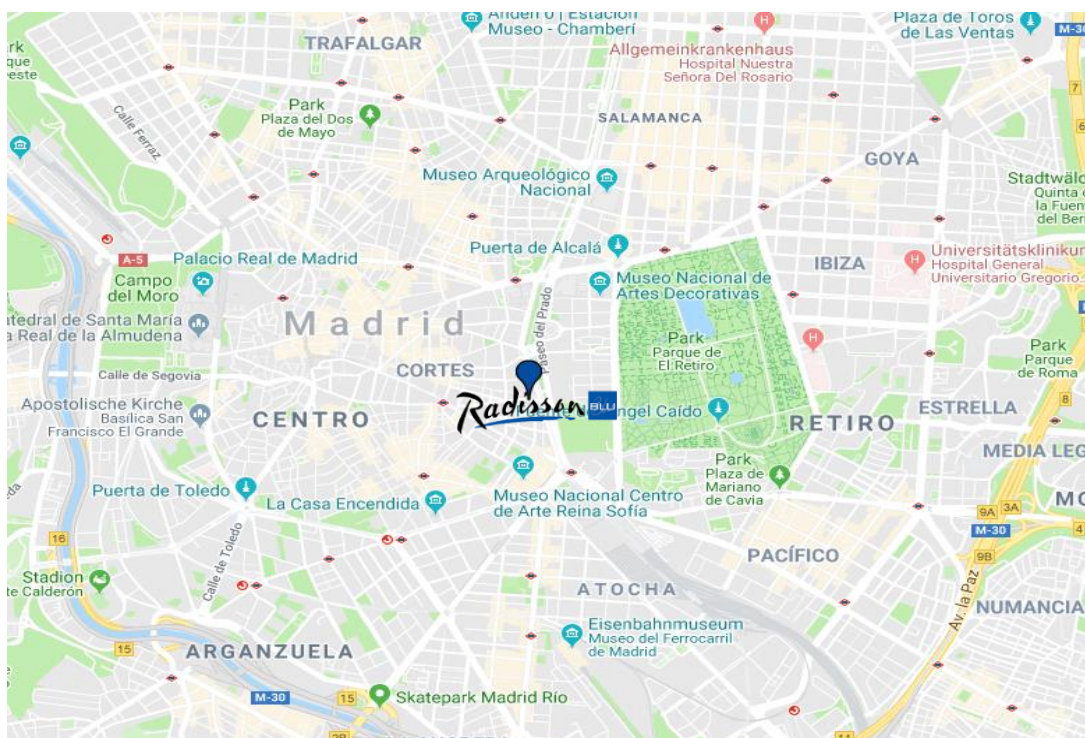 Andén 0 | Estación
Museo - Chamberí
Plaza de Toros
de Las Ventas
M-30
TRAFALGAR
Allgemeinkrankenhaus
Hospital Nuestra
Señora Del Rosario
7
Park
Plaza del Dos
de Mayo
Calle Ferraz
SALAMANCA
6
GOYA
Museo Arqueológico
Nacional
Quinta
la Fuen
del Ber
Puerta de Alcalá
A-5
Palacio Real de Madrid
Campo
del Moro
IBIZA
Hospital General
Universitario Gregorio
Museo Nacional de
Artes Decorativas
Paseo del Prado
Madrid
Santa María
la Real de la Almudena
Park
Parque de
El Retiro
Park
Parque
de Roma
Calle de Segovia
CORTES
8
Radisson BLU
Ángel Caído
Apostolische Kirche
Basílica San
Francisco El Grande
CENTRO
RETIRO
ESTRELLA
MEDIA LEG
Park
Plaza de
Mariano
de Cavia
Puerta de Toledo
La Casa Encendida
Museo Nacional Centro
de Arte Reina Sofía
9A
3A
M-30
4
16
9B
PACÍFICO
Calle de Toledo
Stadion
te Calderón
ATOCHA
Av. la Paz
NUMANCIA
Eisenbahnmuseum
Museo del Ferrocarril
de Madrid
15
ARGANZUELA
M-30
15
Skatepark Madrid Río